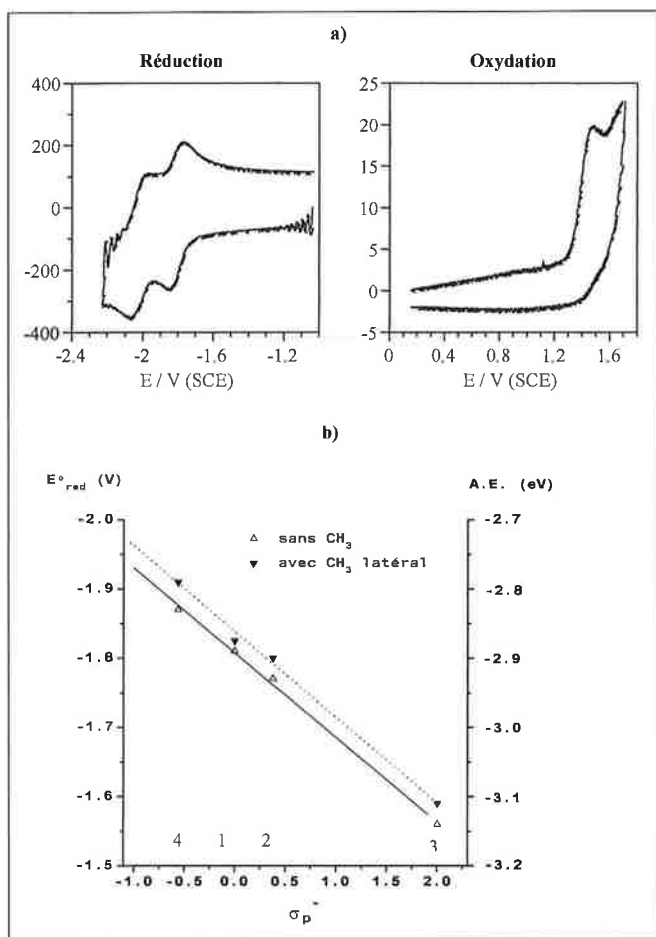 a)
Réduction
Oxydation
400
200
0
-200
-400
-2.4
-2
-1.6
-1.2
E / V (SCE)
25
20
15
10
5
0
-5
0
0.4
0.8
1.2
1.6
E / V (SCE)
b)
E°red (V)
A.E. (eV)
-2.0
-1.9
-1.8
-1.7
-1.6
-1.5
-2.7
-2.8
-2.9
-3.0
-3.1
-3.2
△ sans CH3
▼ avec CH3 latéral
4 1 2 3
-1.0 -0.5 0.0 0.5 1.0 1.5 2.0
σp-